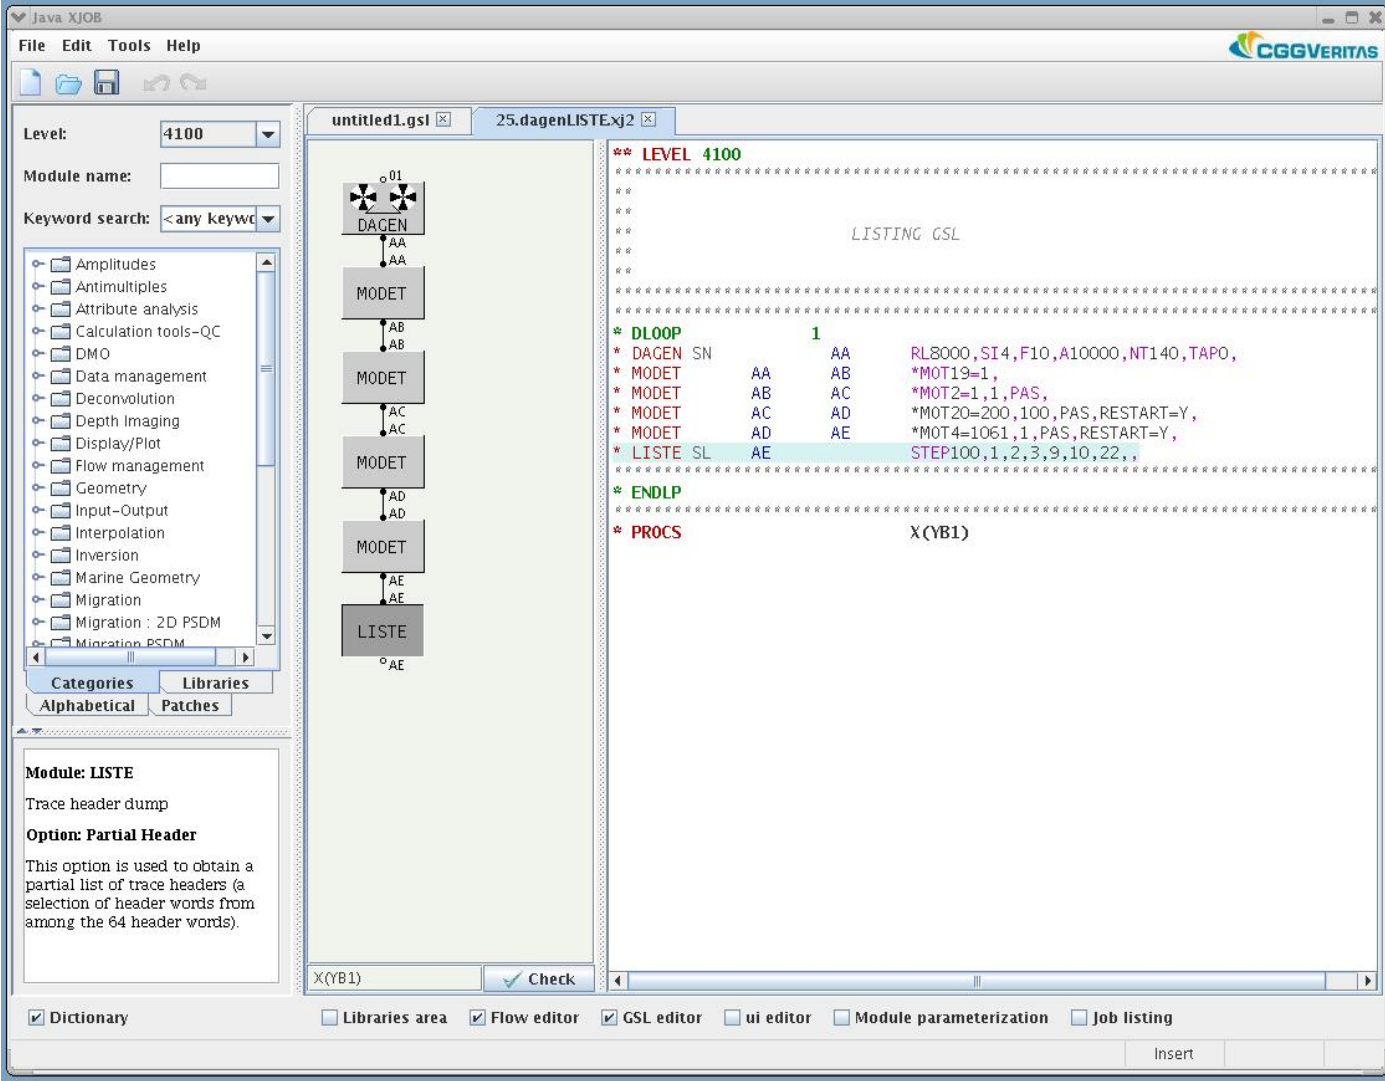 Java XJOB
File Edit Tools Help
CGGVERITAS
Level: 4100
Module name:
Keyword search: <any keywc
Amplitudes
Antimultiples
Attribute analysis
Calculation tools-QC
DMO
Data management
Deconvolution
Depth Imaging
Display/Plot
Flow management
Geometry
Input-Output
Interpolation
Inversion
Marine Geometry
Migration
Migration : 2D PSDM
Migration PSDM
Categories Libraries
Alphabetical Patches
Module: LISTE
Trace header dump
Option: Partial Header
This option is used to obtain a
partial list of trace headers (a
selection of header words from
among the 64 header words).
untitled1.gsl 25.dagenLISTE.xj2
01
DAGEN
AA
AA
MODET
AB
AB
MODET
AC
AC
MODET
AD
AD
MODET
AE
AE
LISTE
AE
X(YB1) Check
** LEVEL 4100
*******************************************************************************
**
**
** LISTING GSL
**
**
*******************************************************************************
*******************************************************************************
* DLOOP 1
* DAGEN SN AA RL8000,SI4,F10,A10000,NT140,TAP0,
* MODET AA AB *MOT19=1,
* MODET AB AC *MOT2=1,1,PAS,
* MODET AC AD *MOT20=200,100,PAS,RESTART=Y,
* MODET AD AE *MOT4=1061,1,PAS,RESTART=Y,
* LISTE SL AE STEP100,1,2,3,9,10,22,,
*******************************************************************************
* ENDLP
*******************************************************************************
* PROCS X(YB1)
Dictionary Libraries area Flow editor GSL editor ui editor Module parameterization Job listing
Insert